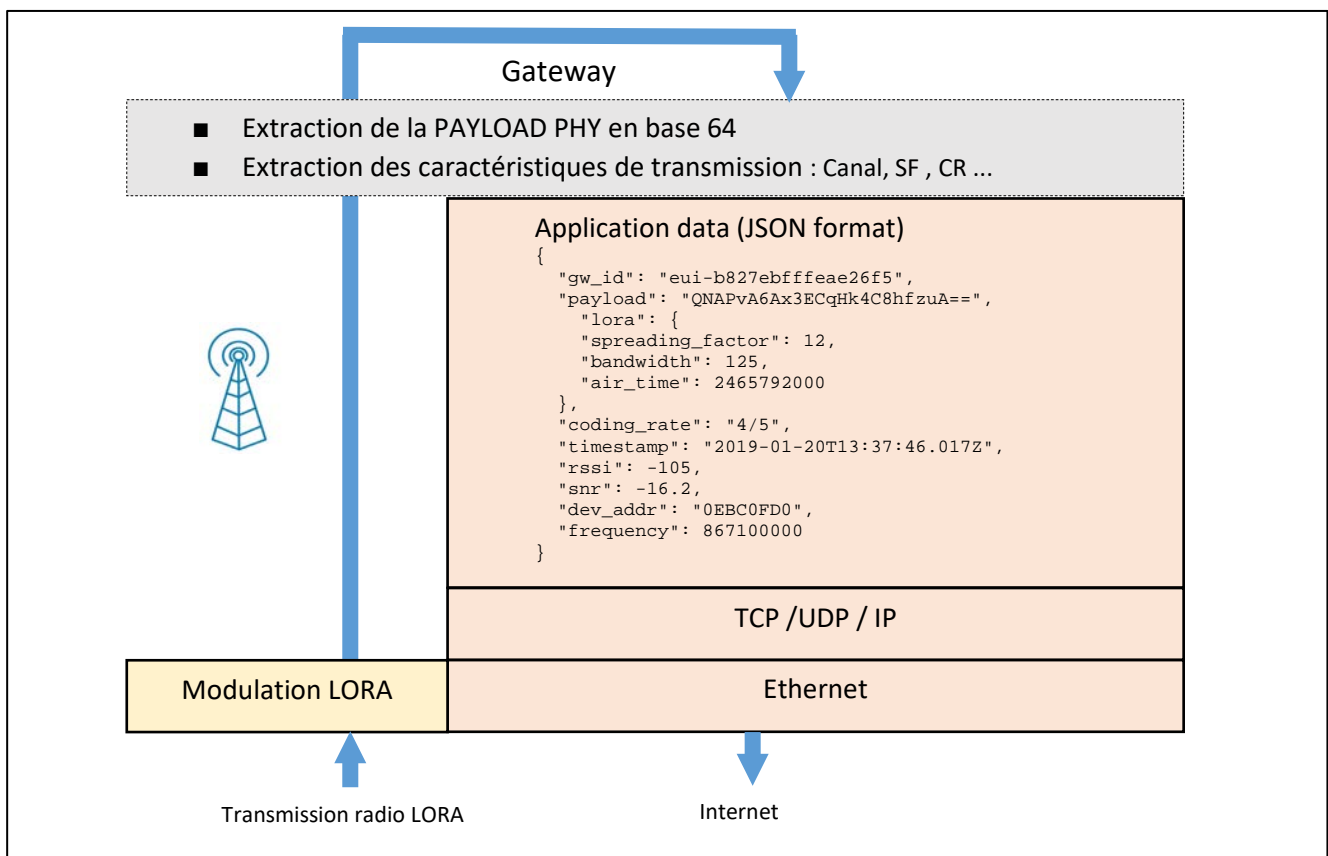 Gateway
■ Extraction de la PAYLOAD PHY en base 64
■ Extraction des caractéristiques de transmission : Canal, SF , CR ...
Application data (JSON format)
{
"gw_id": "eui-b827ebfffeae26f5",
"payload": "QNAPvA6Ax3ECqHk4C8hfzuA==",
"lora": {
"spreading_factor": 12,
"bandwidth": 125,
"air_time": 2465792000
},
"coding_rate": "4/5",
"timestamp": "2019-01-20T13:37:46.017Z",
"rssi": -105,
"snr": -16.2,
"dev_addr": "0EBC0FD0",
"frequency": 867100000
}
TCP /UDP / IP
Modulation LORA
Ethernet
Transmission radio LORA
Internet